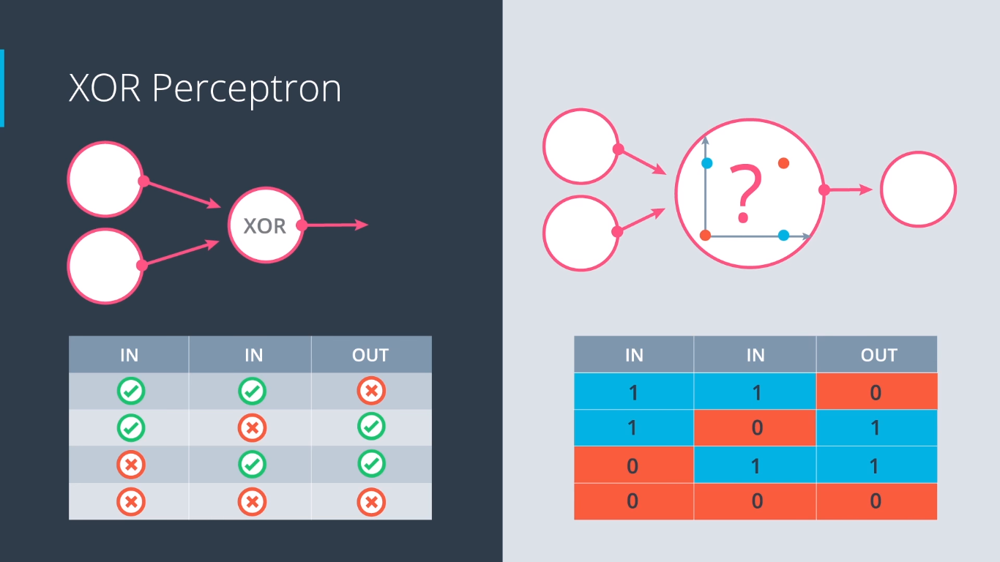 XOR Perceptron
XOR
?
IN IN OUT
IN IN OUT
1 1 0
1 0 1
0 1 1
0 0 0